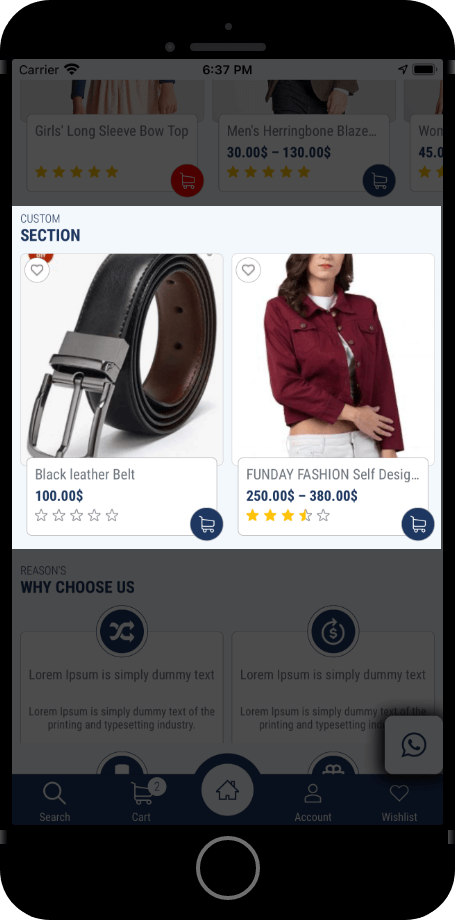 Carrier 6:37 PM
Girls' Long Sleeve Bow Top
Men's Herringbone Blaze...
30.00$ – 130.00$
45.0
CUSTOM
SECTION
Black leather Belt
100.00$
FUNDAY FASHION Self Desig...
250.00$ – 380.00$
REASON'S
WHY CHOOSE US
Lorem Ipsum is simply dummy text
Lorem Ipsum is simply dummy text of the
printing and typesetting industry.
Lorem Ipsum is simply dummy text
Lorem Ipsum is simply dummy text of the
printing and typesetting
2
Search Cart Account Wishlist